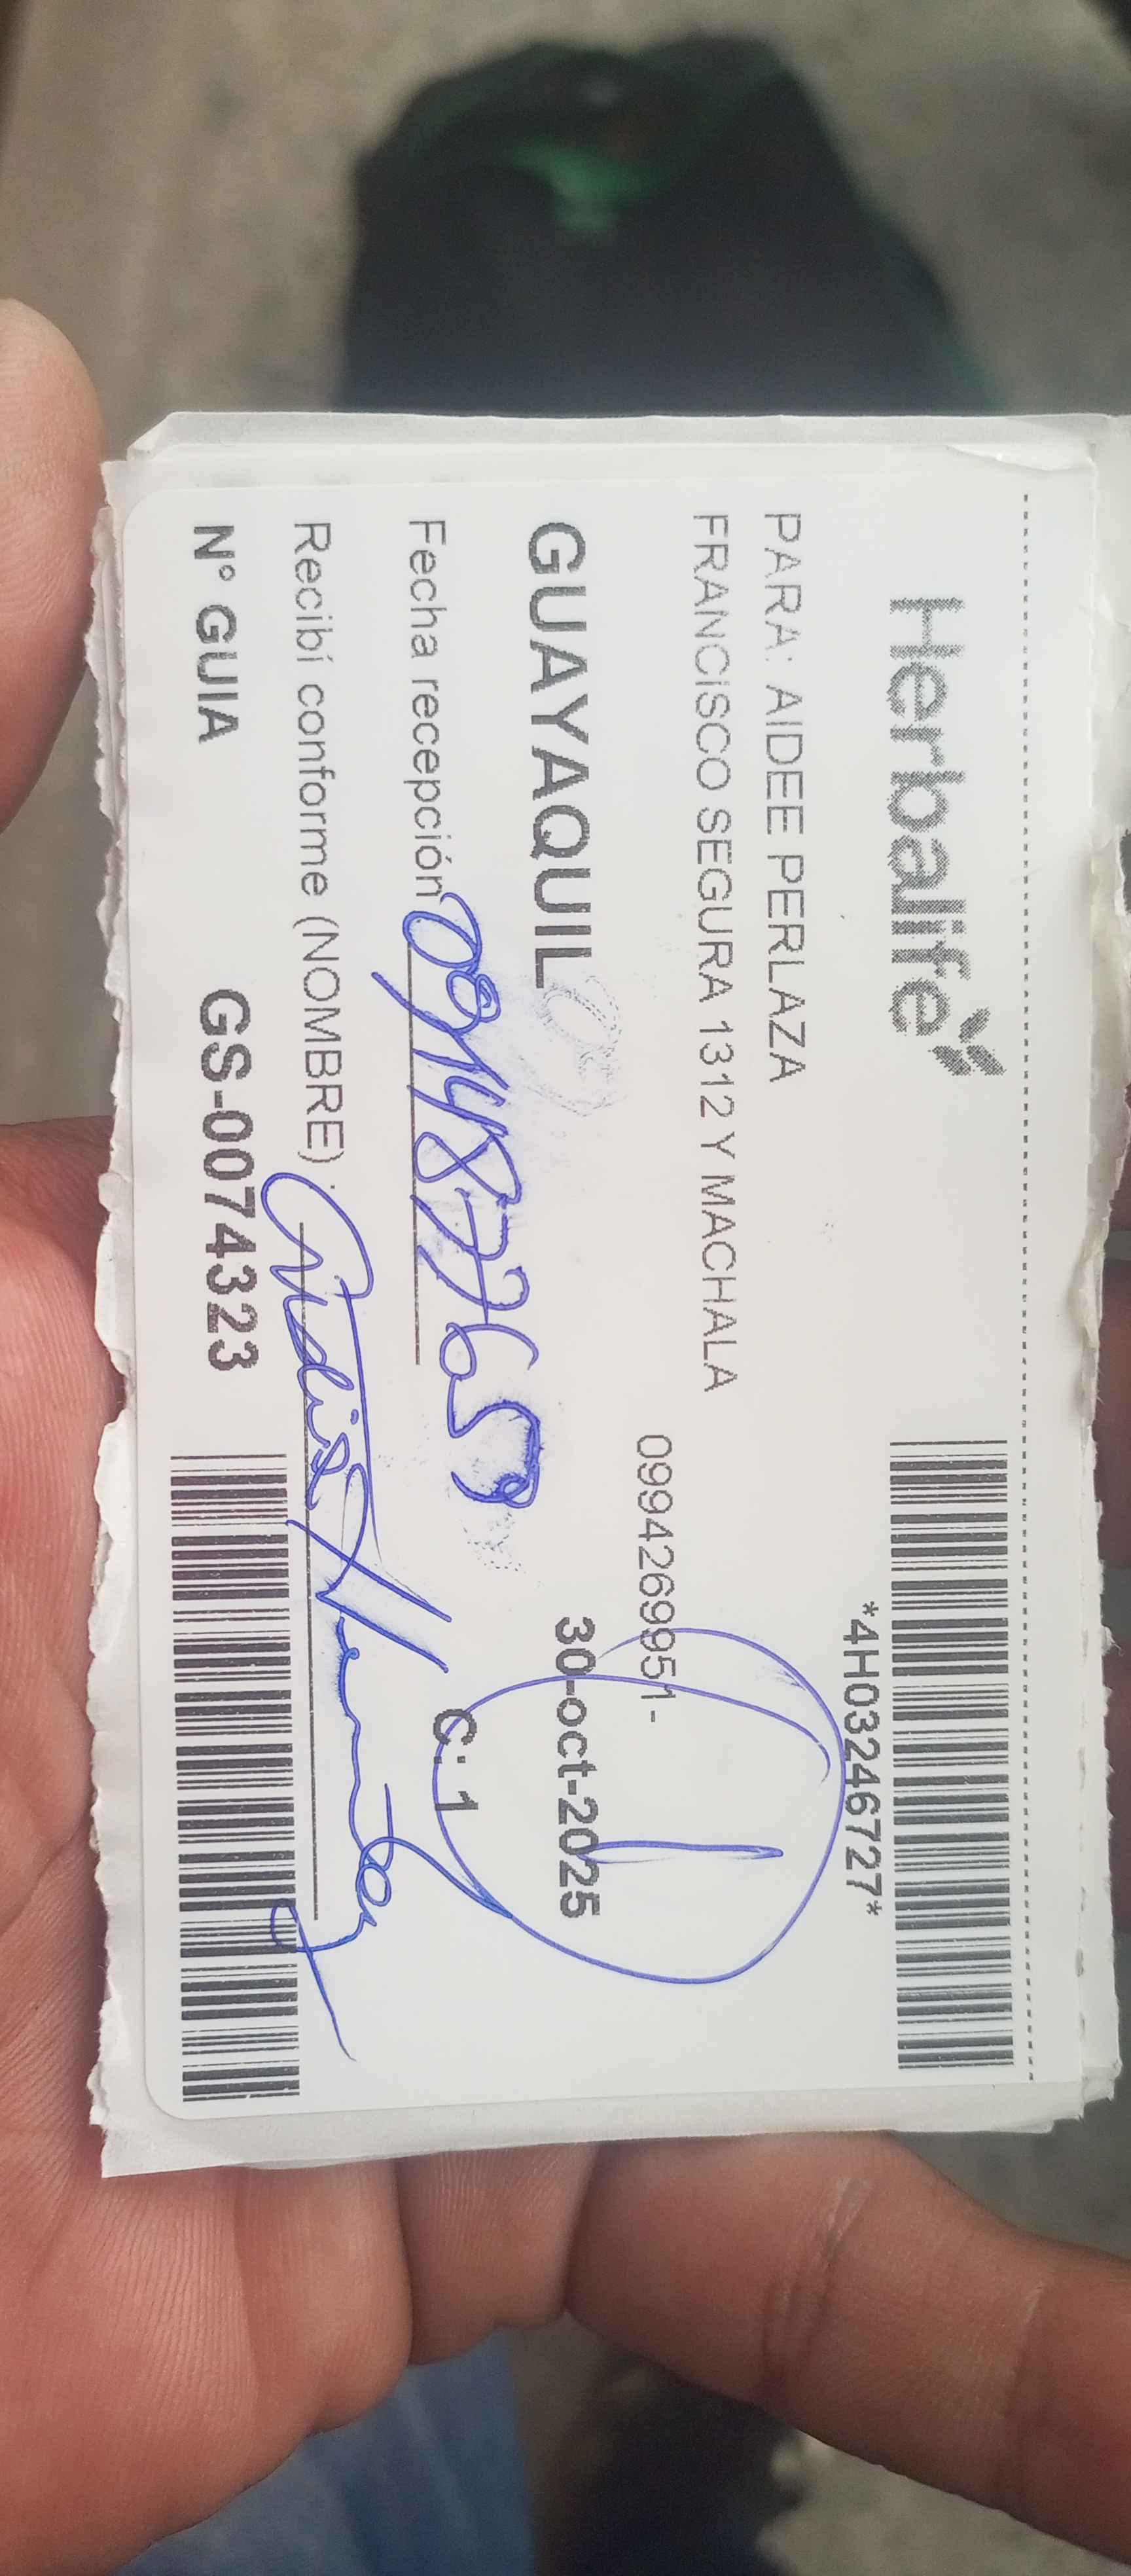 Herbalife
*4H03246727*
PARA: AIDEE PERLAZA
FRANCISCO SEGURA 1312 Y MACHALA
0994269951-
GUAYAQUIL
30-oct-2025
Fecha recepción
C: 1
Recibí conforme (NOMBRE) :
N° GUIA GS-0074323